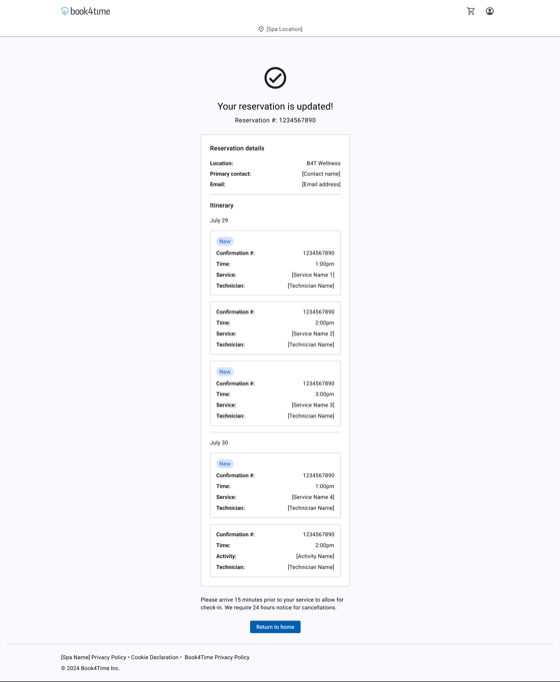 book4time
[Spa Location]
Your reservation is updated!
Reservation #: 1234567890
Reservation details
Location: B4T Wellness
Primary contact: [Contact name]
Email: [Email address]
Itinerary
July 29
New
Confirmation #: 1234567890
Time: 1:00pm
Service: [Service Name 1]
Technician: [Technician Name]
Confirmation #: 1234567890
Time: 2:00pm
Service: [Service Name 2]
Technician: [Technician Name]
New
Confirmation #: 1234567890
Time: 3:00pm
Service: [Service Name 3]
Technician: [Technician Name]
July 30
New
Confirmation #: 1234567890
Time: 1:00pm
Service: [Service Name 4]
Technician: [Technician Name]
Confirmation #: 1234567890
Time: 2:00pm
Activity: [Activity Name]
Technician: [Technician Name]
Please arrive 15 minutes prior to your service to allow for
check-in. We require 24 hours notice for cancellations.
Return to home
[Spa Name] Privacy Policy • Cookie Declaration • Book4Time Privacy Policy
© 2024 Book4Time Inc.